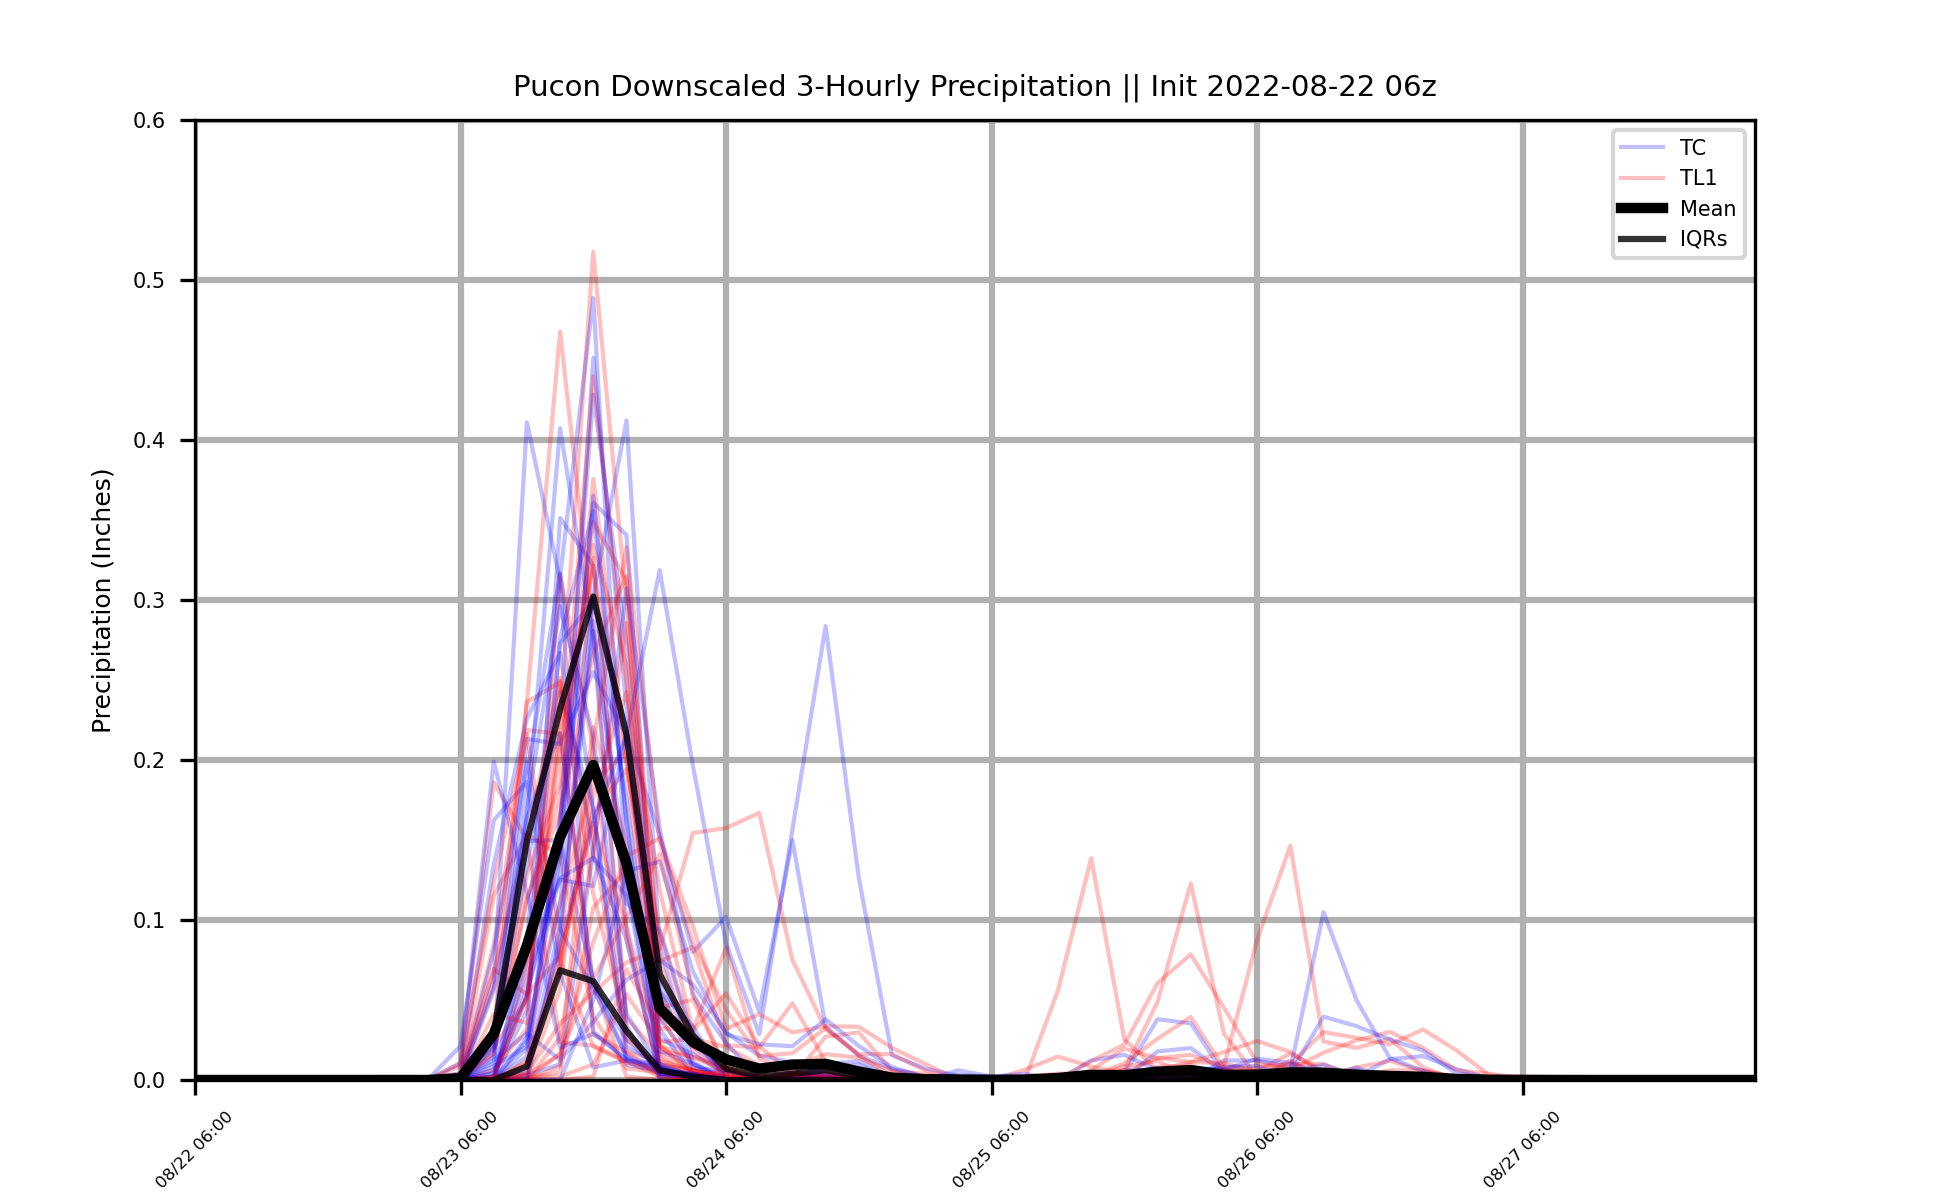 Pucon Downscaled 3-Hourly Precipitation || Init 2022-08-22 06z
0.6
0.5
0.4
0.3
0.2
0.1
0.0
Precipitation (Inches)
TC
TL1
Mean
IQRs
08/22 06:00
08/23 06:00
08/24 06:00
08/25 06:00
08/26 06:00
08/27 06:00